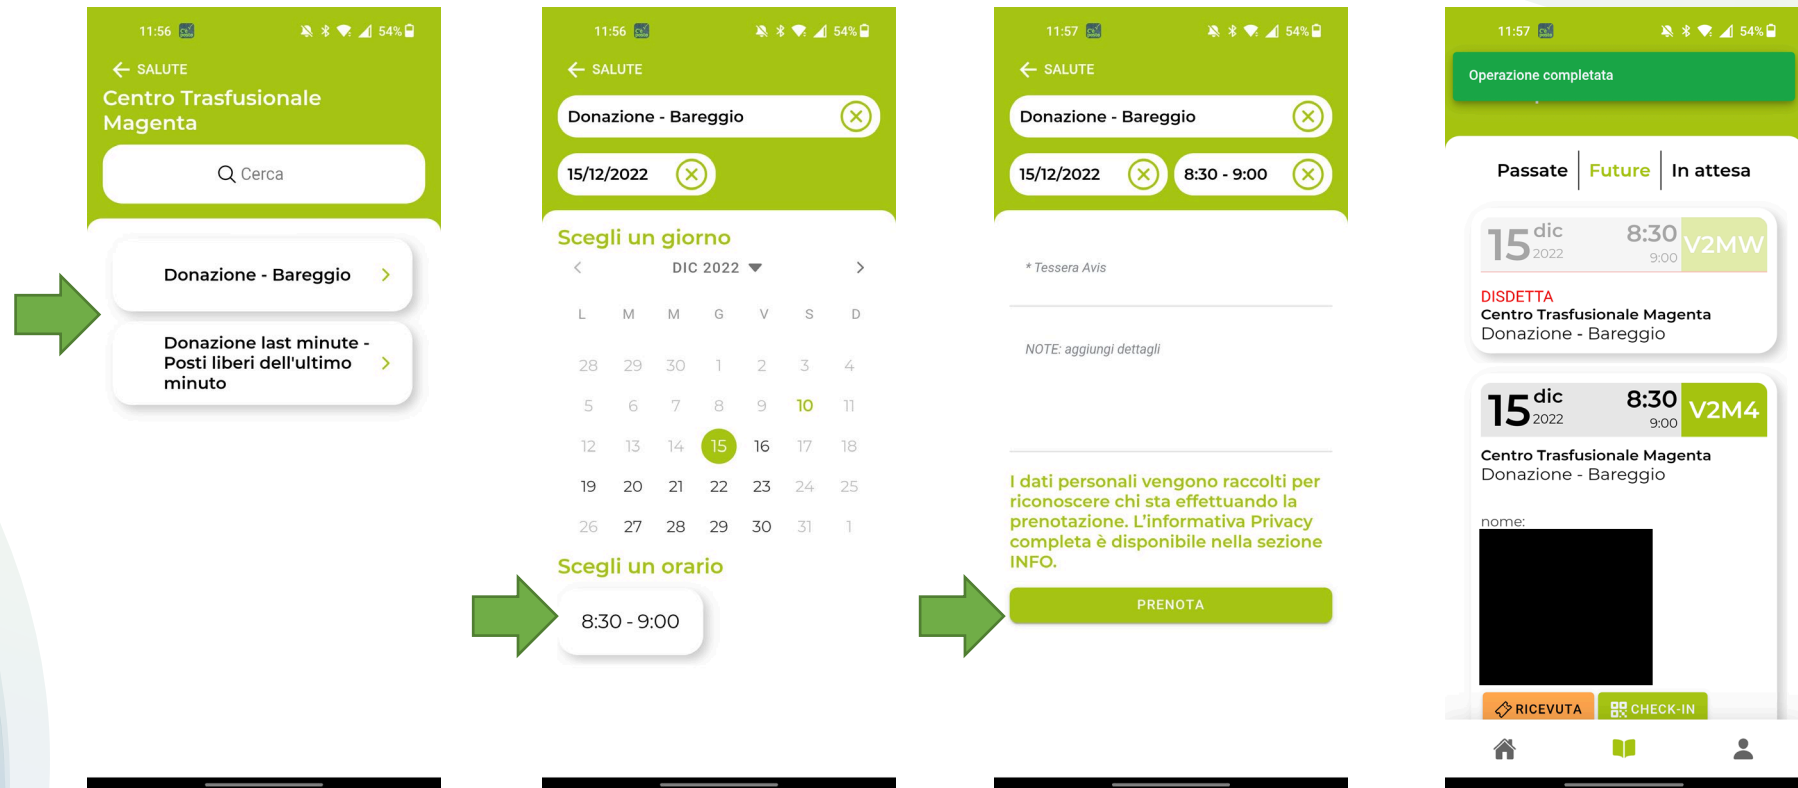 11:56
54%
SALUTE
Centro Trasfusionale
Magenta
Cerca
Donazione - Bareggio
Donazione last minute -
Posti liberi dell'ultimo
minuto
11:56
54%
SALUTE
Donazione - Bareggio
15/12/2022
Scegli un giorno
DIC 2022
L M M G V S D
28 29 30 1 2 3 4
5 6 7 8 9 10 11
12 13 14 15 16 17 18
19 20 21 22 23 24 25
26 27 28 29 30 31 1
Scegli un orario
8:30 - 9:00
11:57
54%
SALUTE
Donazione - Bareggio
15/12/2022
8:30 - 9:00
* Tessera Avis
NOTE: aggiungi dettagli
I dati personali vengono raccolti per
riconoscere chi sta effettuando la
prenotazione. L'informativa Privacy
completa è disponibile nella sezione
INFO.
PRENOTA
11:57
54%
Operazione completata
Passate Future In attesa
15 dic 2022 8:30 9:00 V2MW
DISDETTA
Centro Trasfusionale Magenta
Donazione - Bareggio
15 dic 2022 8:30 9:00 V2M4
Centro Trasfusionale Magenta
Donazione - Bareggio
nome:
RICEVUTA CHECK-IN